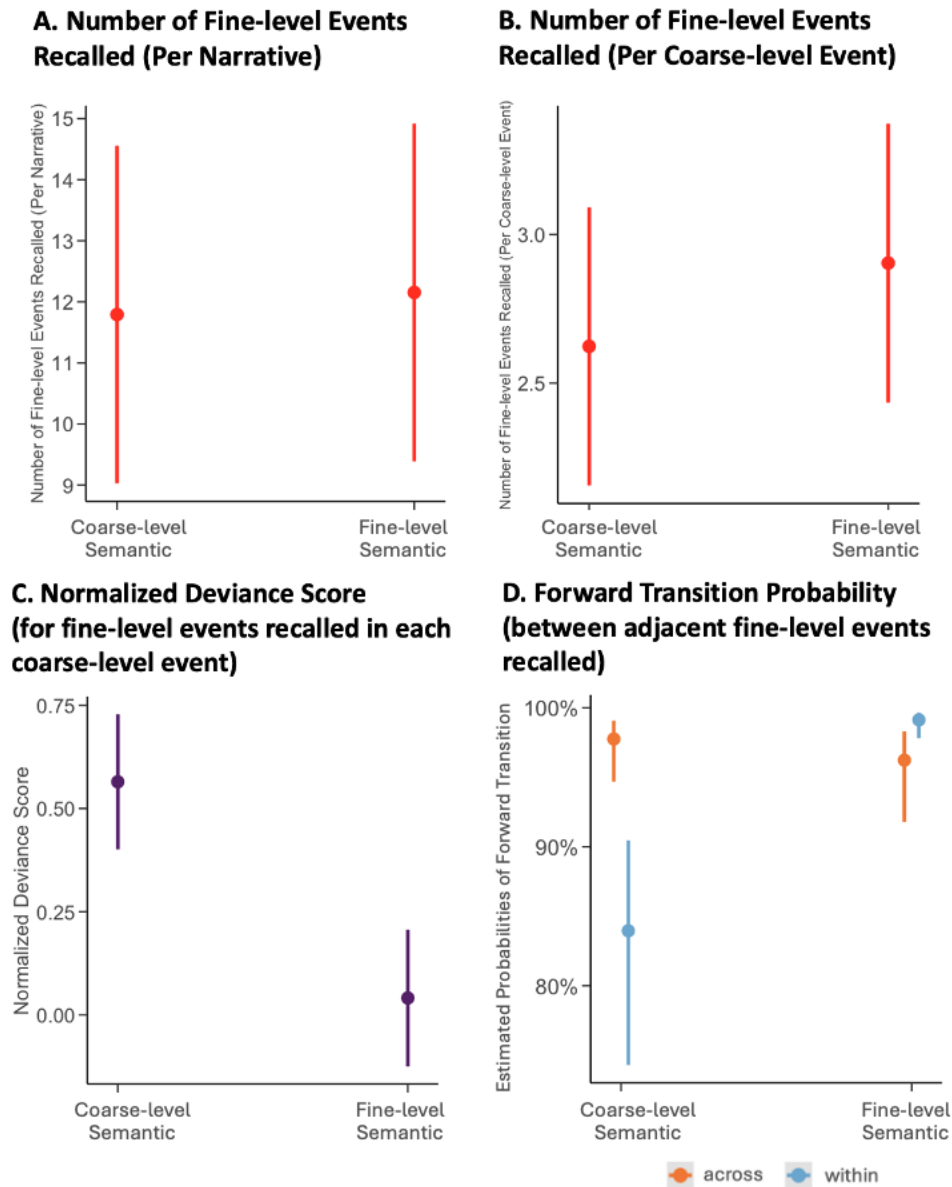 A. Number of Fine-level Events
Recalled (Per Narrative)
Number of Fine-level Events Recalled (Per Narrative)
15
14
13
12
11
10
9
Coarse-level
Semantic
Fine-level
Semantic
B. Number of Fine-level Events
Recalled (Per Coarse-level Event)
Number of Fine-level Events Recalled (Per Coarse-level Event)
3.0
2.5
Coarse-level
Semantic
Fine-level
Semantic
C. Normalized Deviance Score
(for fine-level events recalled in each
coarse-level event)
Normalized Deviance Score
0.75
0.50
0.25
0.00
Coarse-level
Semantic
Fine-level
Semantic
D. Forward Transition Probability
(between adjacent fine-level events
recalled)
Estimated Probabilities of Forward Transition
100%
90%
80%
Coarse-level
Semantic
Fine-level
Semantic
across
within